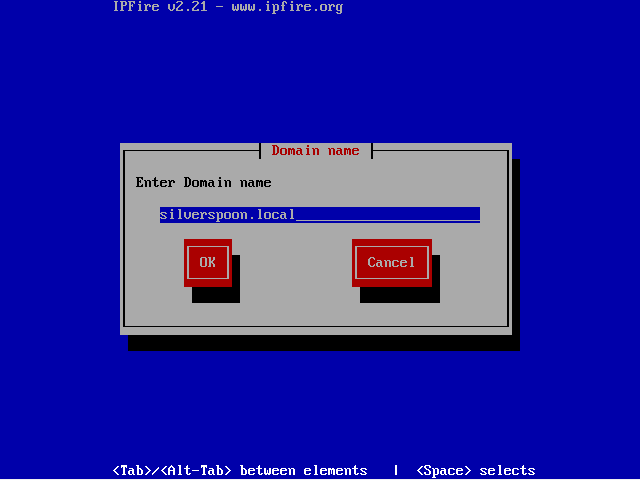 IPFire v2.21 - www.ipfire.org
Domain name
Enter Domain name
silverspoon.local
OK
Cancel
<Tab>/<Alt-Tab> between elements | <Space> selects